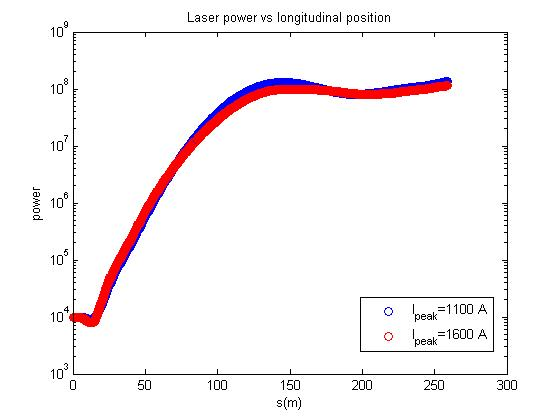 Laser power vs longitudinal position
10^9
10^8
10^7
10^6
10^5
10^4
10^3
power
0 50 100 150 200 250 300
s(m)
I_peak=1100 A
I_peak=1600 A